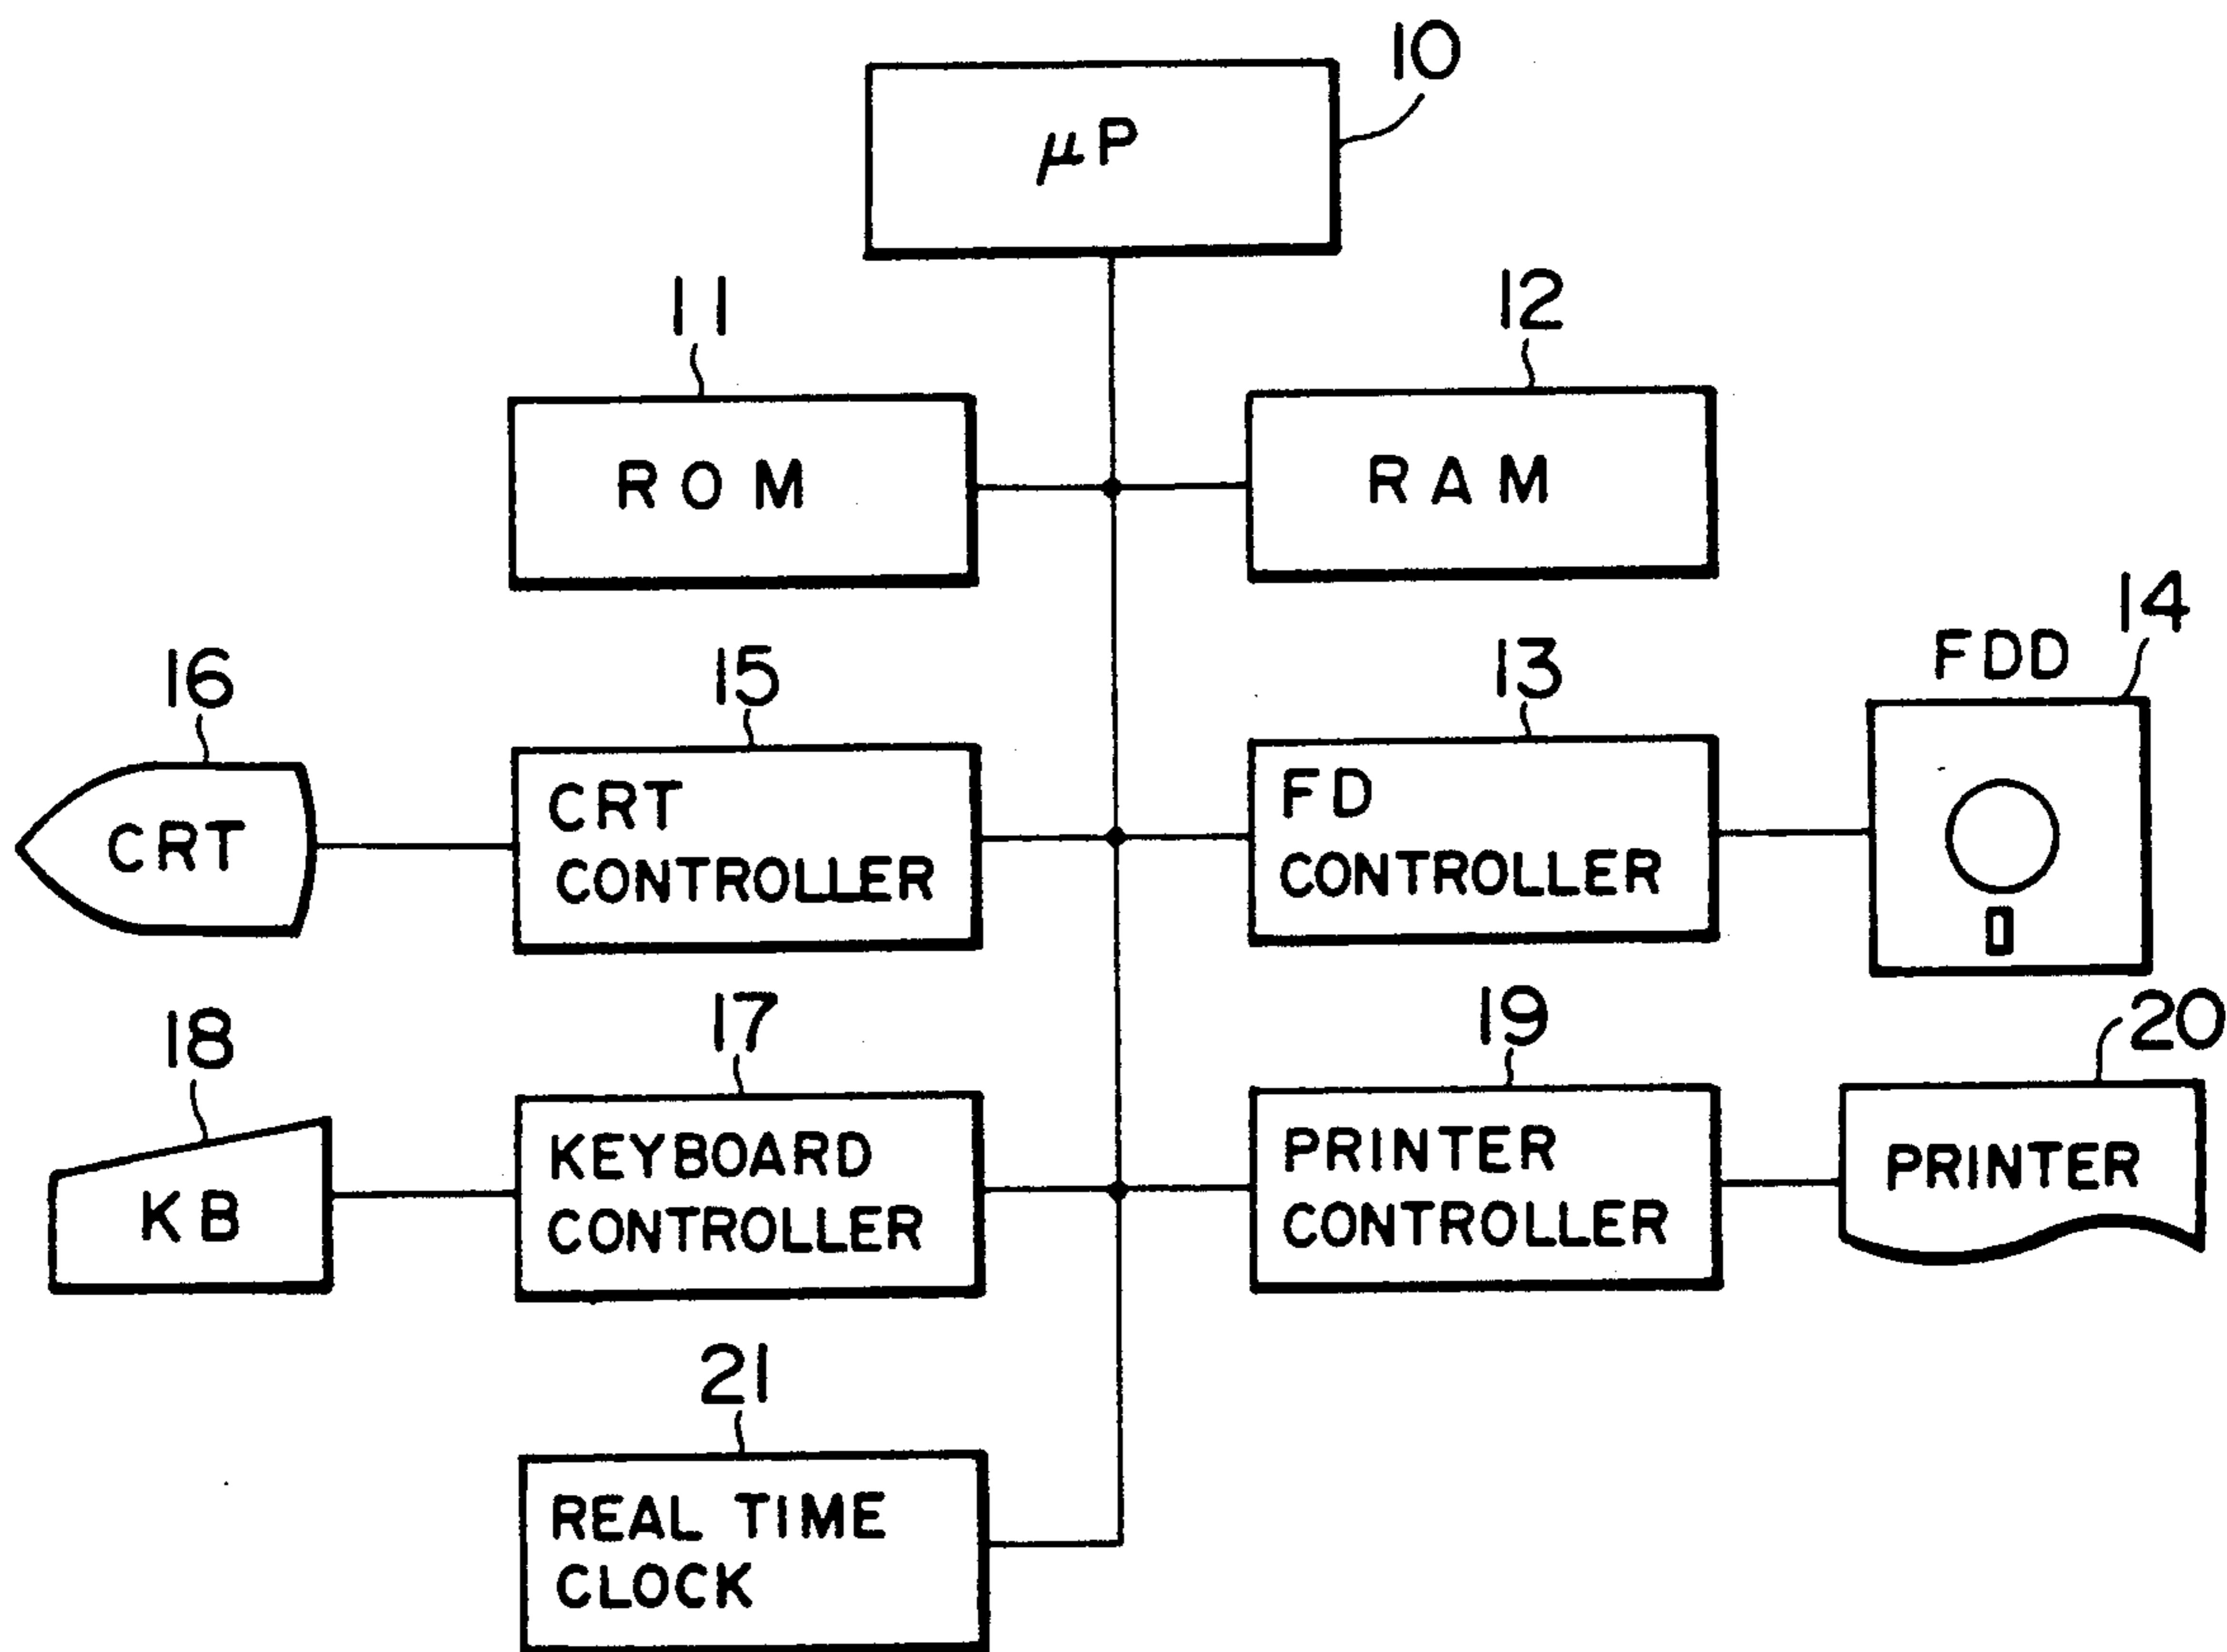 10
μP
11
12
ROM
RAM
14
FDD
16
15
13
CRT
CRT
CONTROLLER
FD
CONTROLLER
18
17
19
20
KB
KEYBOARD
CONTROLLER
PRINTER
CONTROLLER
PRINTER
21
REAL TIME
CLOCK